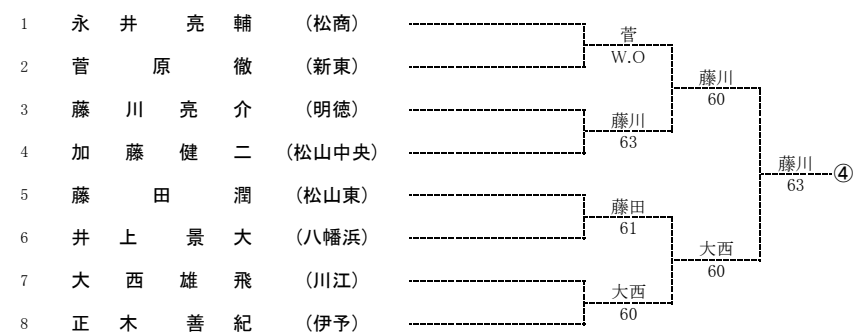 1 永井 亮輔 (松商)
2 菅 原 徹 (新東)
3 藤川亮介 (明徳)
4 加藤健二 (松山中央)
5 藤 田 潤 (松山東)
6 井上 景大 (八幡浜)
7 大西雄飛 (川江)
8 正木 善紀 (伊予)
菅
W.O
藤川
63
藤田
61
大西
60
藤川
60
大西
60
藤川
63
④